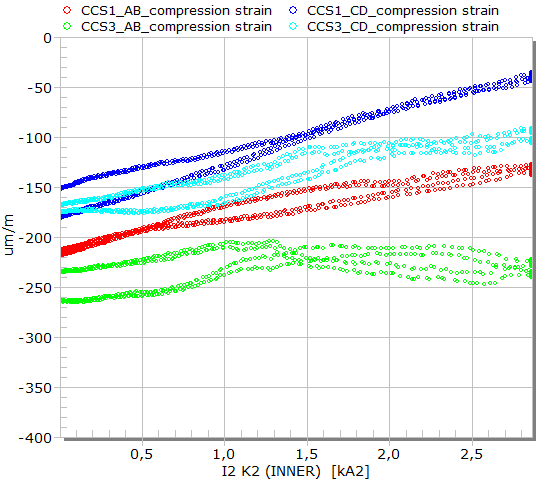 CCS1_AB_compression strain CCS1_CD_compression strain
CCS3_AB_compression strain CCS3_CD_compression strain
0
-50
-100
-150
-200
-250
-300
-350
-400
um/m
0,5 1,0 1,5 2,0 2,5
I2 K2 (INNER) [kA2]